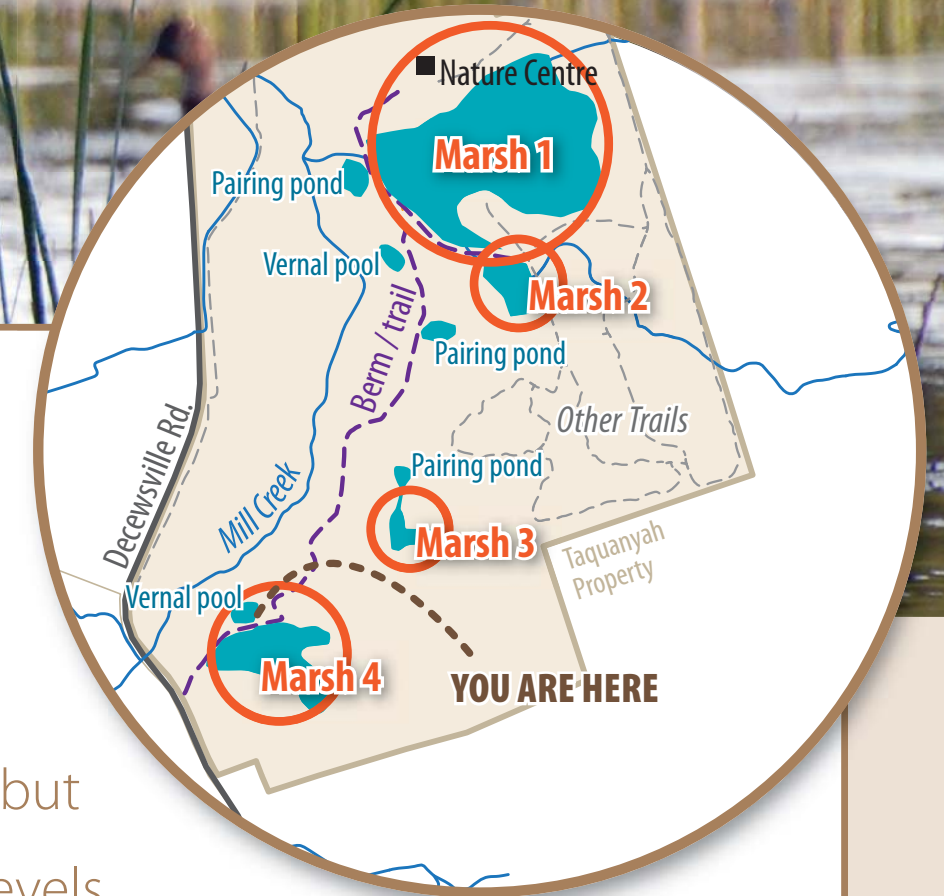 Nature Centre
Marsh 1
Pairing pond
Vernal pool
Marsh 2
Berm / trail
Pairing pond
Decewsville Rd.
Other Trails
Pairing pond
Mill Creek
Marsh 3
Taquanyah
Property
Vernal pool
Marsh 4
YOU ARE HERE
but
evels